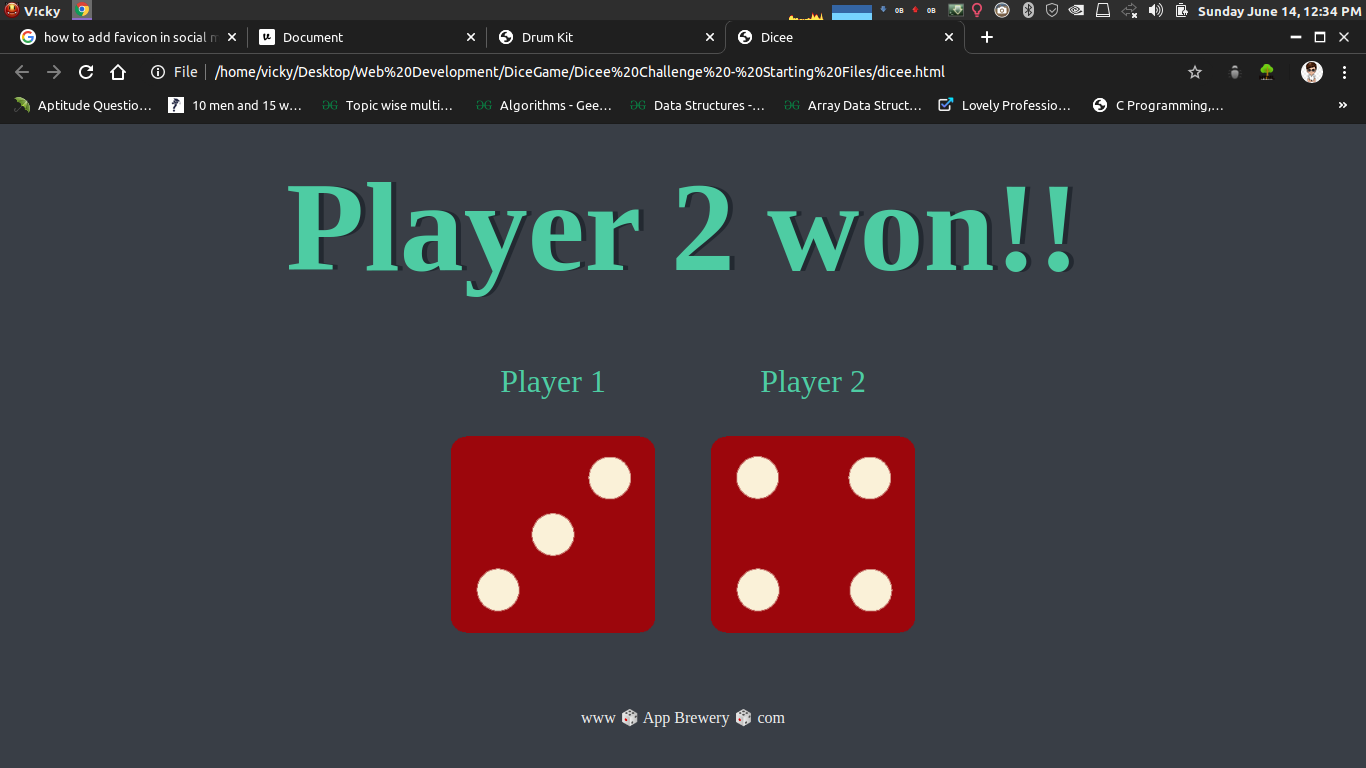 V!cky 0B 0B Sunday June 14, 12:34 PM
how to add favicon in social m Document Drum Kit Dicee
File /home/vicky/Desktop/Web%20Development/DiceGame/Dicee%20Challenge%20-%20Starting%20Files/dicee.html
Aptitude Questio... 10 men and 15 w... Topic wise multi... Algorithms - Gee... Data Structures -... Array Data Struct... Lovely Professio... C Programming,... »
Player 2 won!!
Player 1 Player 2
www 🎲 App Brewery 🎲 com